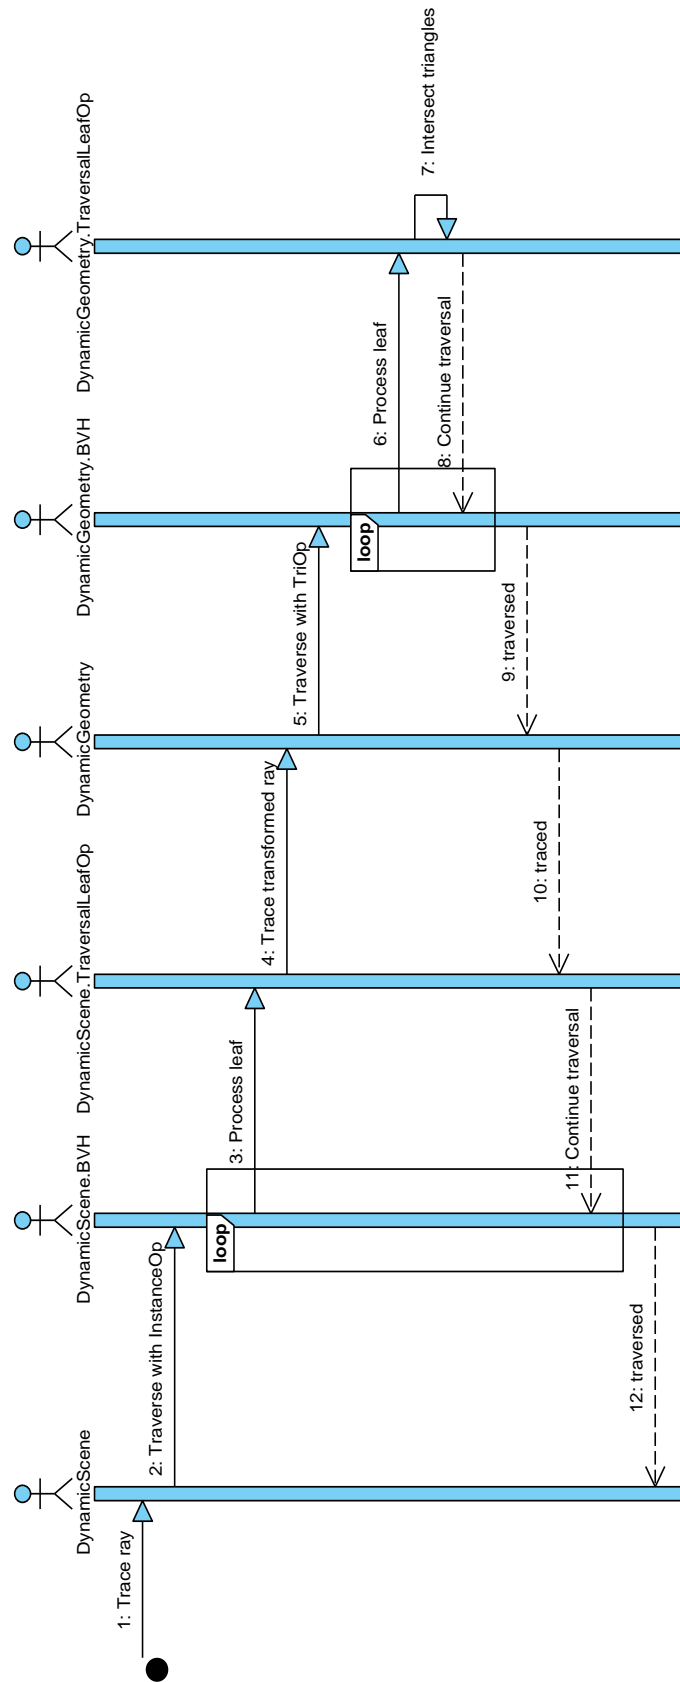 DynamicScene
DynamicScene.BVH
DynamicScene.TraversalLeafOp
DynamicGeometry
DynamicGeometry.BVH
DynamicGeometry.TraversalLeafOp
1: Trace ray
2: Traverse with InstanceOp
loop
3: Process leaf
4: Trace transformed ray
5: Traverse with TriOp
loop
6: Process leaf
7: Intersect triangles
8: Continue traversal
9: traversed
10: traced
11: Continue traversal
12: traversed